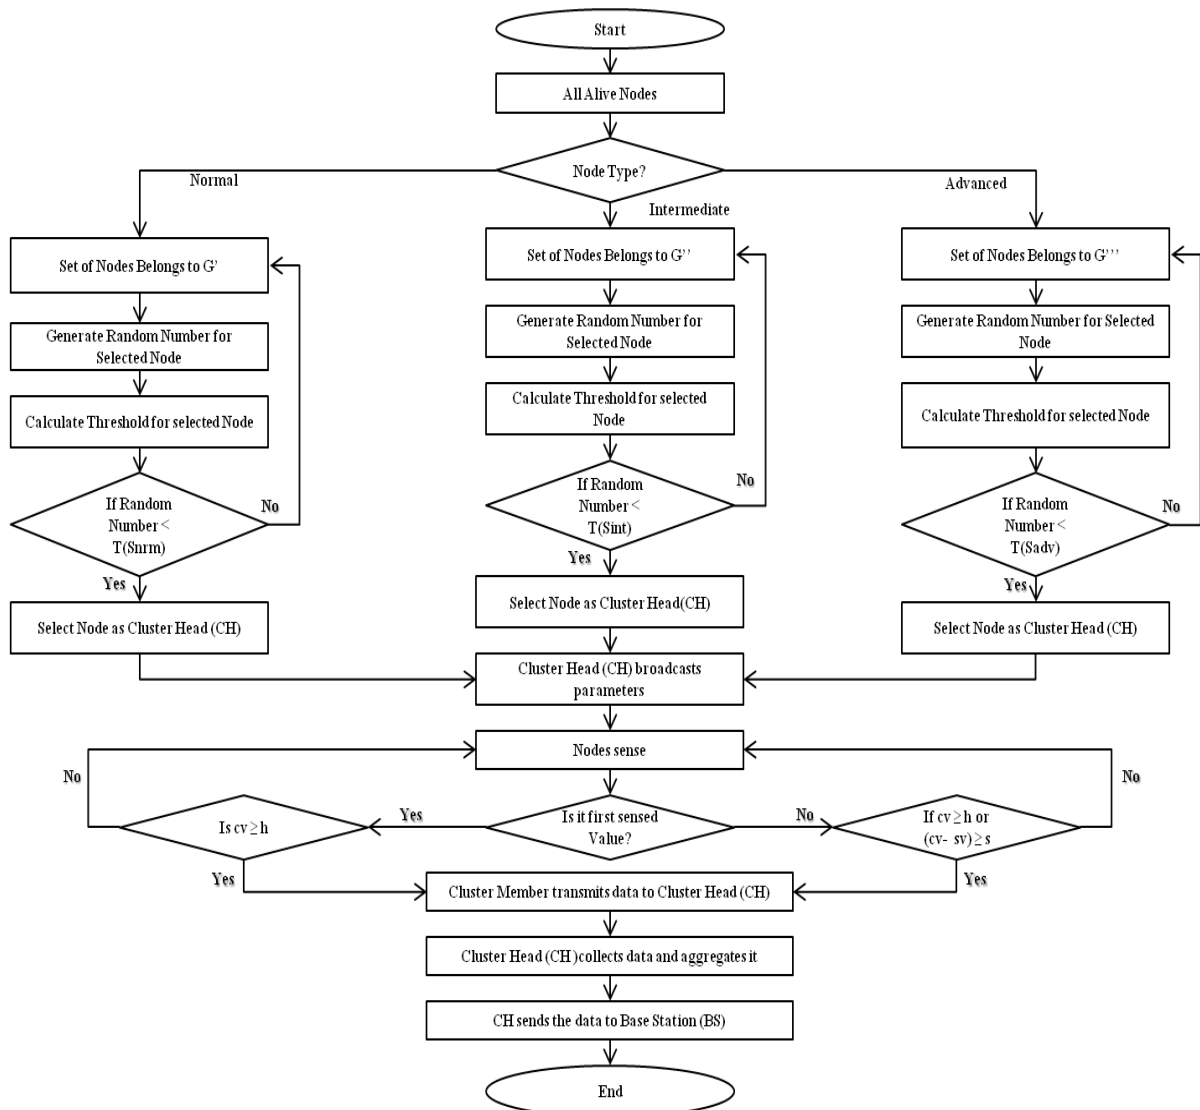 Start
All Alive Nodes
Node Type?
Normal
Intermediate
Advanced
Set of Nodes Belongs to G’
Set of Nodes Belongs to G’’
Set of Nodes Belongs to G’’’
Generate Random Number for
Selected Node
Generate Random Number for
Selected Node
Generate Random Number for Selected
Node
Calculate Threshold for selected Node
Calculate Threshold for selected
Node
Calculate Threshold for selected Node
If Random
Number <
T(Snrm)
No
If Random
Number <
T(Sint)
No
If Random
Number <
T(Sadv)
No
Yes
Yes
Yes
Select Node as Cluster Head (CH)
Select Node as Cluster Head(CH)
Select Node as Cluster Head (CH)
Cluster Head (CH) broadcasts
parameters
Nodes sense
No
No
Is cv ≥ h
Yes
Is it first sensed
Value?
No
If cv ≥ h or
(cv- sv) ≥ s
Yes
Yes
Cluster Member transmits data to Cluster Head (CH)
Cluster Head (CH )collects data and aggregates it
CH sends the data to Base Station (BS)
End